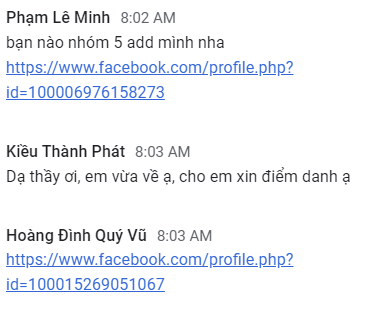 Phạm Lê Minh 8:02 AM
bạn nào nhóm 5 add mình nha
https://www.facebook.com/profile.php?
id=100006976158273
Kiều Thành Phát 8:03 AM
Dạ thầy ơi, em vừa về ạ, cho em xin điểm danh ạ
Hoàng Đình Quý Vũ 8:03 AM
https://www.facebook.com/profile.php?
id=100015269051067